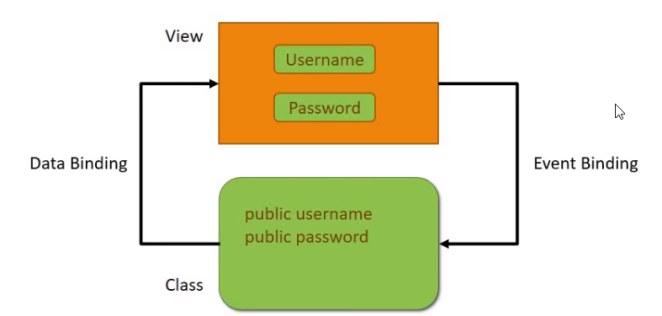 View
Username
Password
Data Binding
Event Binding
public username
public password
Class